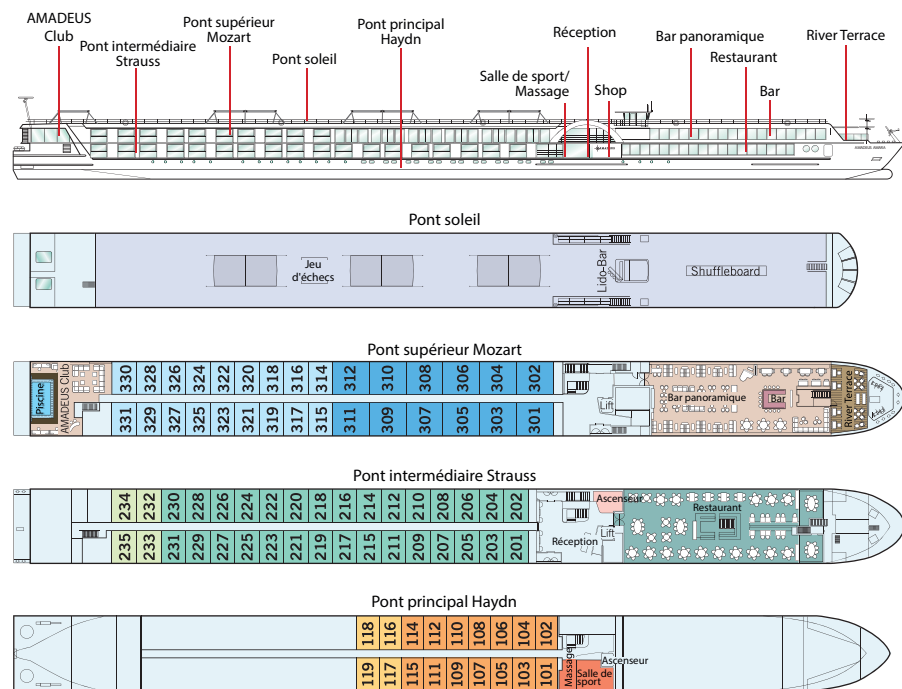 AMADEUS
Club
Pont intermédiaire
Strauss
Pont supérieur
Mozart
Pont soleil
Pont principal
Haydn
Salle de sport/
Massage
Réception
Shop
Bar panoramique
Restaurant
Bar
River Terrace
Pont soleil
Jeu
d'échecs
Lido-Bar
Shuffleboard
Pont supérieur Mozart
Piscine
AMADEUS Club
330 328 326 324 322 320 318 316 314 312 310 308 306 304 302
331 329 327 325 323 321 319 317 315 311 309 307 305 303 301
Lift
Bar panoramique
Bar
River Terrace
Pont intermédiaire Strauss
234 232 230 228 226 224 222 220 218 216 214 212 210 208 206 204 202
235 233 231 229 227 225 223 221 219 217 215 211 209 207 205 203 201
Ascenseur
Lift
Réception
Restaurant
Pont principal Haydn
118 116 114 112 110 108 106 104 102
119 117 115 111 109 107 105 103 101
Massage
Ascenseur
Salle de
sport